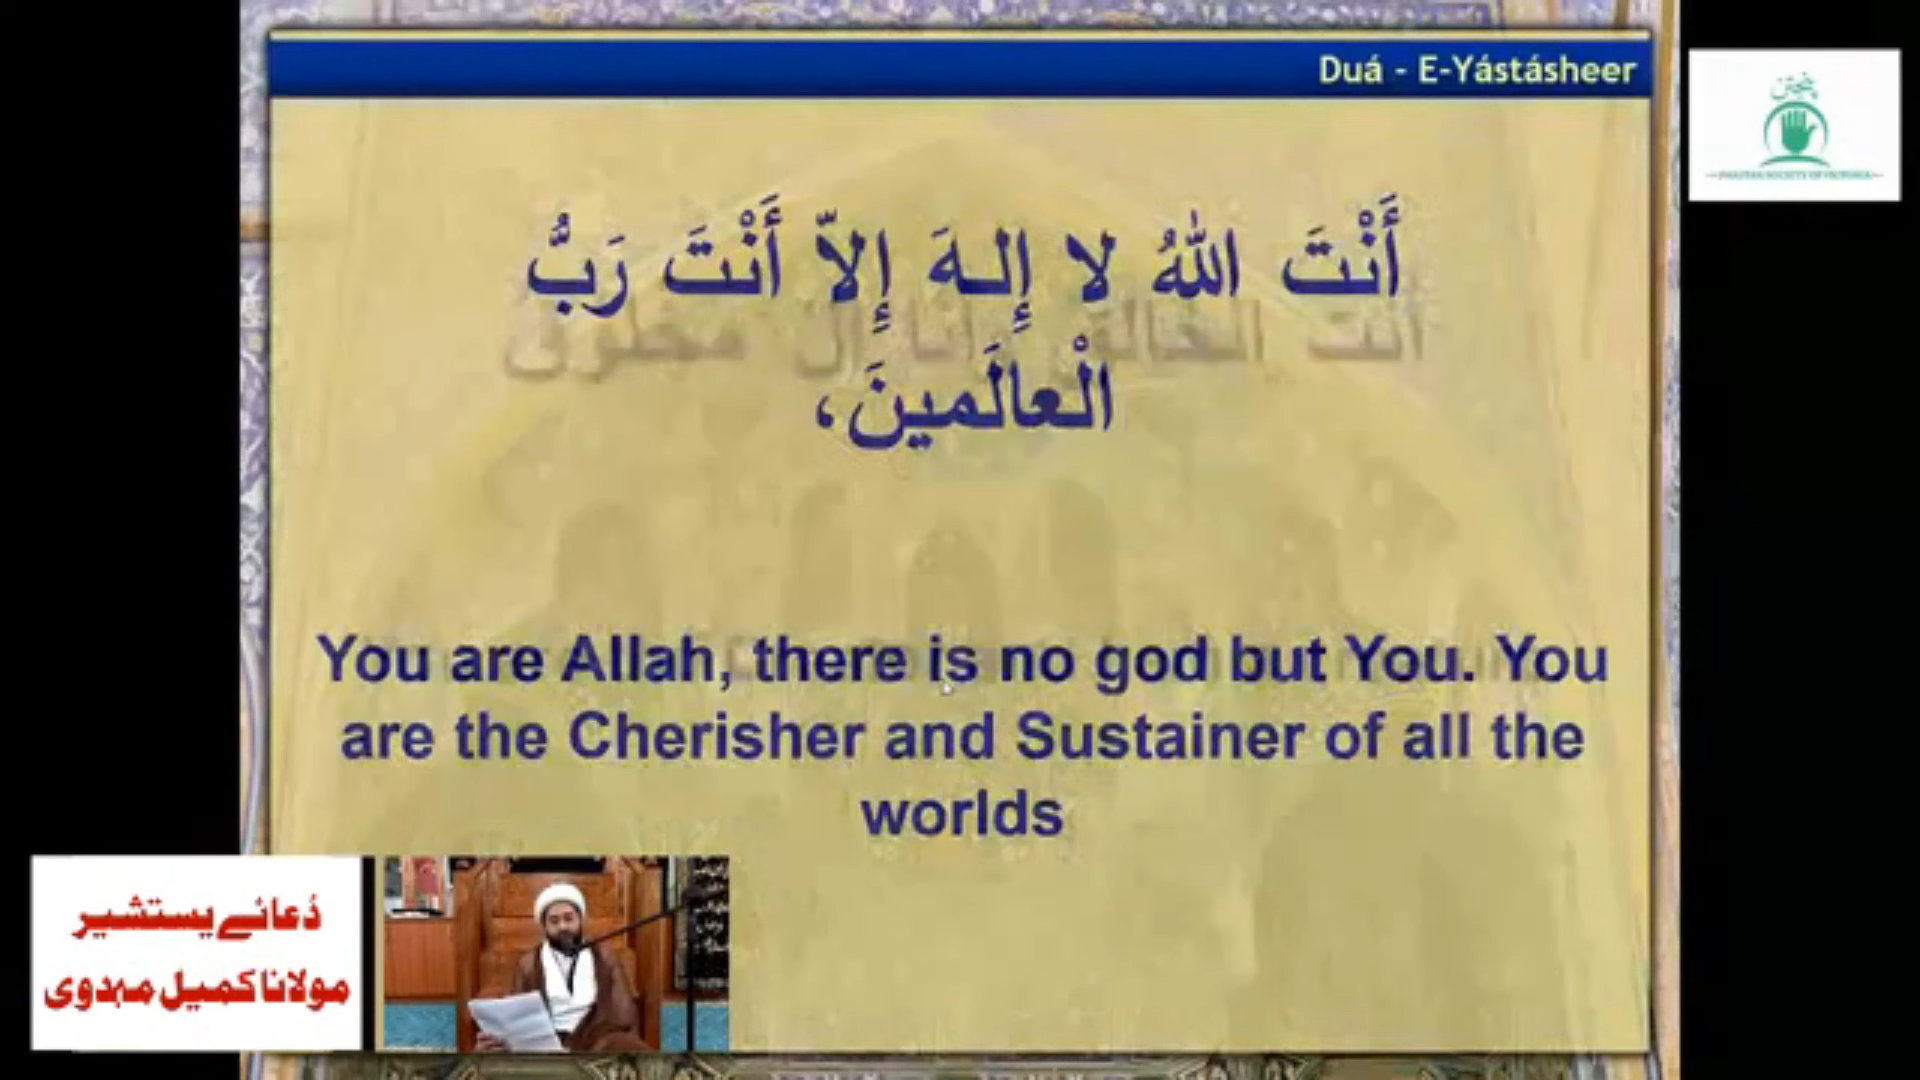 Duá - E-Yástásheer
أَنْتَ اللهُ لا إِلـهَ إِلاّ أَنْتَ رَبُّ
الْعالَمينَ،
You are Allah, there is no god but You. You
are the Cherisher and Sustainer of all the
worlds
دُعائے یستشیر
مولانا کمیل مہدوی